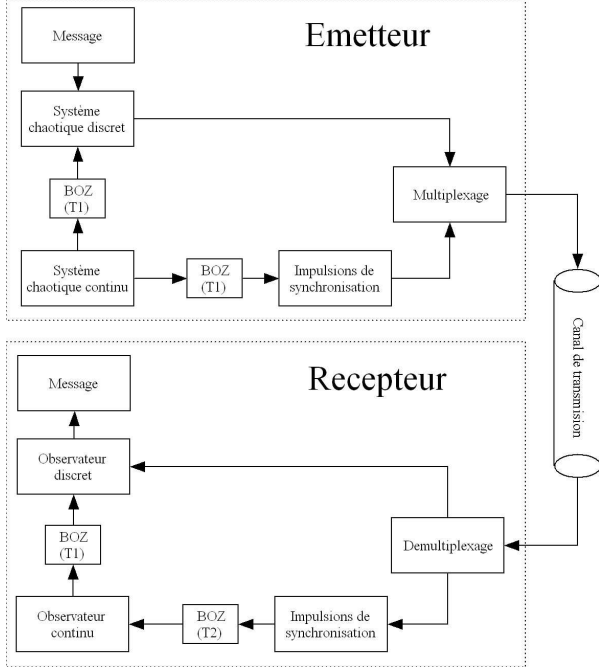 Emetteur
Message
Système
chaotique discret
BOZ
(T1)
Multiplexage
Système
chaotique continu
BOZ
(T1)
Impulsions de
synchronisation
Canal de transmision
Recepteur
Message
Observateur
discret
BOZ
(T1)
Demultiplexage
Observateur
continu
BOZ
(T2)
Impulsions de
synchronisation